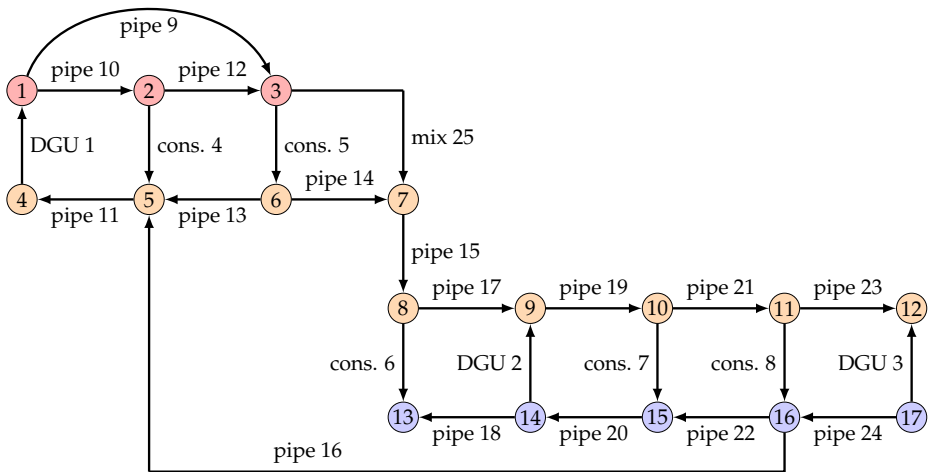 pipe 9
pipe 10
pipe 12
1
2
3
DGU 1
cons. 4
cons. 5
mix 25
pipe 14
4
5
6
7
pipe 11
pipe 13
pipe 15
pipe 17
pipe 19
pipe 21
pipe 23
8
9
10
11
12
cons. 6
DGU 2
cons. 7
cons. 8
DGU 3
13
14
15
16
17
pipe 18
pipe 20
pipe 22
pipe 24
pipe 16